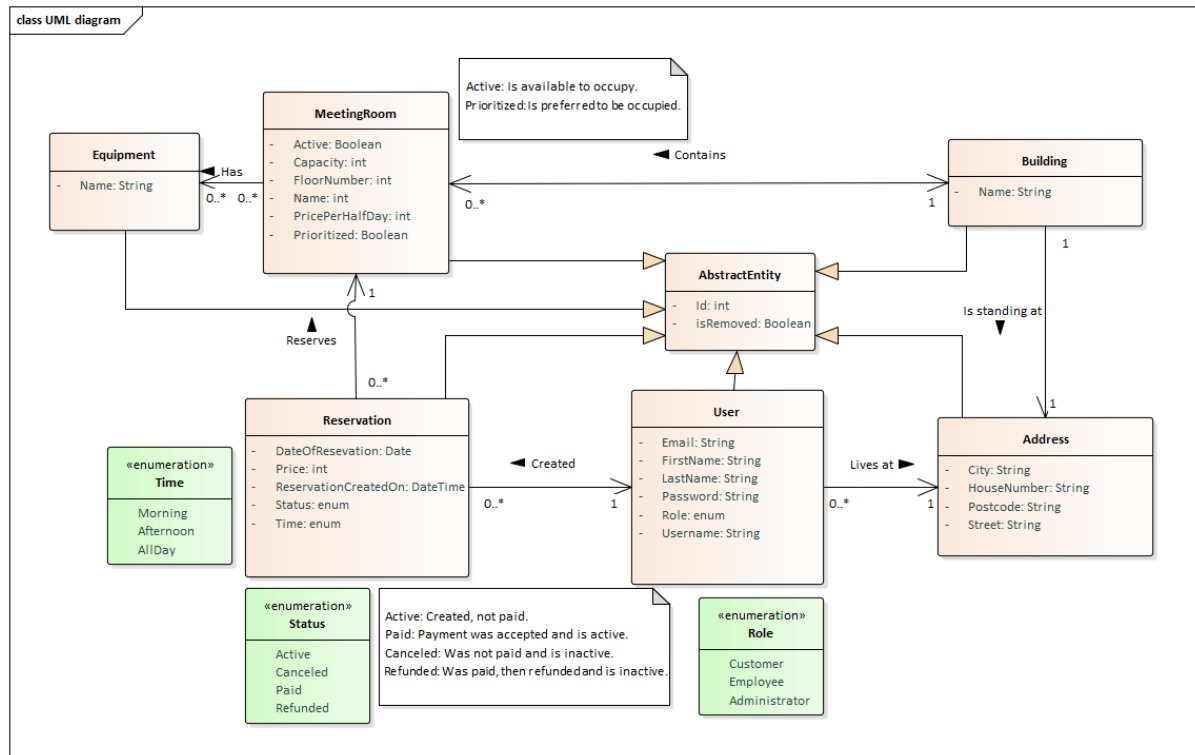 class UML diagram
Active: Is available to occupy.
Prioritized: Is preferred to be occupied.
MeetingRoom
- Active: Boolean
- Capacity: int
- FloorNumber: int
- Name: int
- PricePerHalfDay: int
- Prioritized: Boolean
Equipment
- Name: String
Has
0..*
0..*
Contains
0..*
1
Building
- Name: String
1
AbstractEntity
- Id: int
- isRemoved: Boolean
Is standing at
1
1
Reserves
0..*
Reservation
- DateOfResevation: Date
- Price: int
- ReservationCreatedOn: DateTime
- Status: enum
- Time: enum
Created
0..*
1
User
- Email: String
- FirstName: String
- LastName: String
- Password: String
- Role: enum
- Username: String
Lives at
0..*
1
Address
- City: String
- HouseNumber: String
- Postcode: String
- Street: String
«enumeration»
Time
Morning
Afternoon
AllDay
«enumeration»
Status
Active
Canceled
Paid
Refunded
Active: Created, not paid.
Paid: Payment was accepted and is active.
Canceled: Was not paid and is inactive.
Refunded: Was paid, then refunded and is inactive.
«enumeration»
Role
Customer
Employee
Administrator